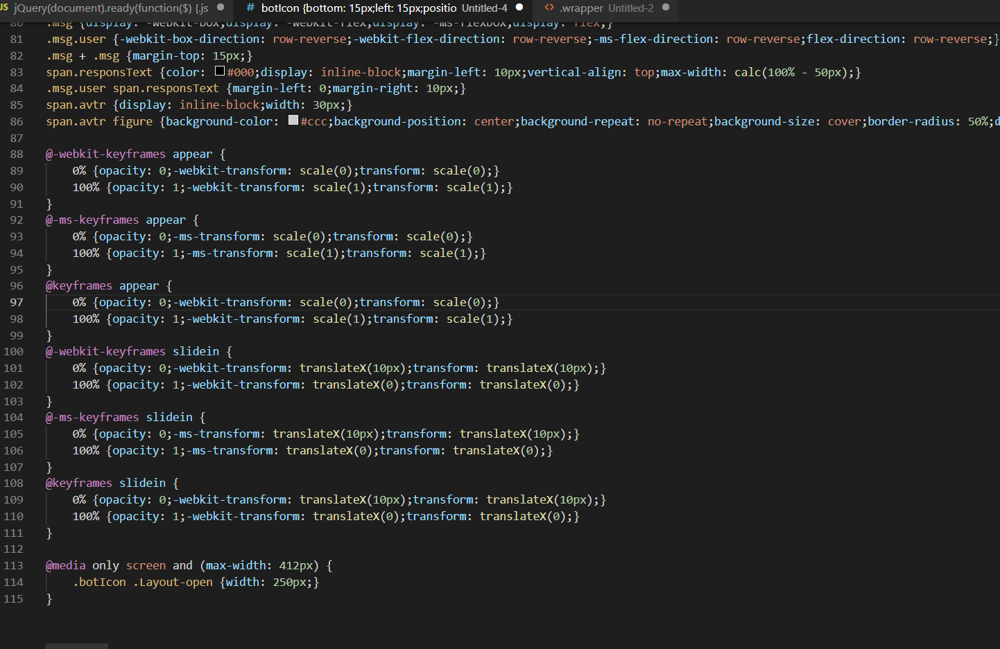 JS jQuery(document).ready(function($) {.js ● # botIcon {bottom: 15px;left: 15px;positio Untitled-4 ● <> .wrapper Untitled-2 ●
80 .msg {display: -webkit-box;display: -webkit-flex;display: -ms-flexbox;display: flex;}
81 .msg.user {-webkit-box-direction: row-reverse;-webkit-flex-direction: row-reverse;-ms-flex-direction: row-reverse;flex-direction: row-reverse;}
82 .msg + .msg {margin-top: 15px;}
83 span.responsText {color: #000;display: inline-block;margin-left: 10px;vertical-align: top;max-width: calc(100% - 50px);}
84 .msg.user span.responsText {margin-left: 0;margin-right: 10px;}
85 span.avtr {display: inline-block;width: 30px;}
86 span.avtr figure {background-color: #ccc;background-position: center;background-repeat: no-repeat;background-size: cover;border-radius: 50%;d
87
88 @-webkit-keyframes appear {
89 0% {opacity: 0;-webkit-transform: scale(0);transform: scale(0);}
90 100% {opacity: 1;-webkit-transform: scale(1);transform: scale(1);}
91 }
92 @-ms-keyframes appear {
93 0% {opacity: 0;-ms-transform: scale(0);transform: scale(0);}
94 100% {opacity: 1;-ms-transform: scale(1);transform: scale(1);}
95 }
96 @keyframes appear {
97 0% {opacity: 0;-webkit-transform: scale(0);transform: scale(0);}
98 100% {opacity: 1;-webkit-transform: scale(1);transform: scale(1);}
99 }
100 @-webkit-keyframes slidein {
101 0% {opacity: 0;-webkit-transform: translateX(10px);transform: translateX(10px);}
102 100% {opacity: 1;-webkit-transform: translateX(0);transform: translateX(0);}
103 }
104 @-ms-keyframes slidein {
105 0% {opacity: 0;-ms-transform: translateX(10px);transform: translateX(10px);}
106 100% {opacity: 1;-ms-transform: translateX(0);transform: translateX(0);}
107 }
108 @keyframes slidein {
109 0% {opacity: 0;-webkit-transform: translateX(10px);transform: translateX(10px);}
110 100% {opacity: 1;-webkit-transform: translateX(0);transform: translateX(0);}
111 }
112
113 @media only screen and (max-width: 412px) {
114 .botIcon .Layout-open {width: 250px;}
115 }